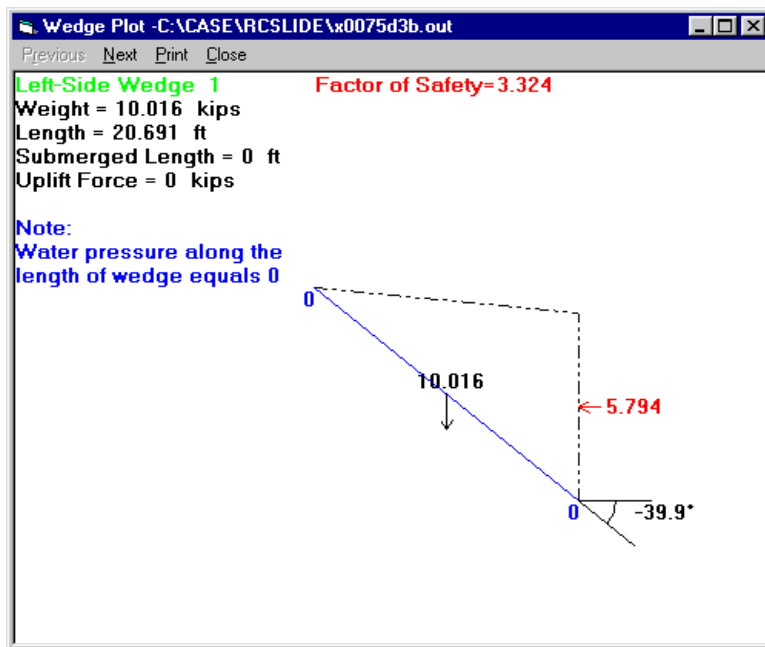 Wedge Plot -C:\CASE\RCSLIDE\x0075d3b.out
Previous Next Print Close
Left-Side Wedge 1 Factor of Safety=3.324
Weight = 10.016 kips
Length = 20.691 ft
Submerged Length = 0 ft
Uplift Force = 0 kips
Note:
Water pressure along the
length of wedge equals 0
0
10.016
5.794
0 -39.9°